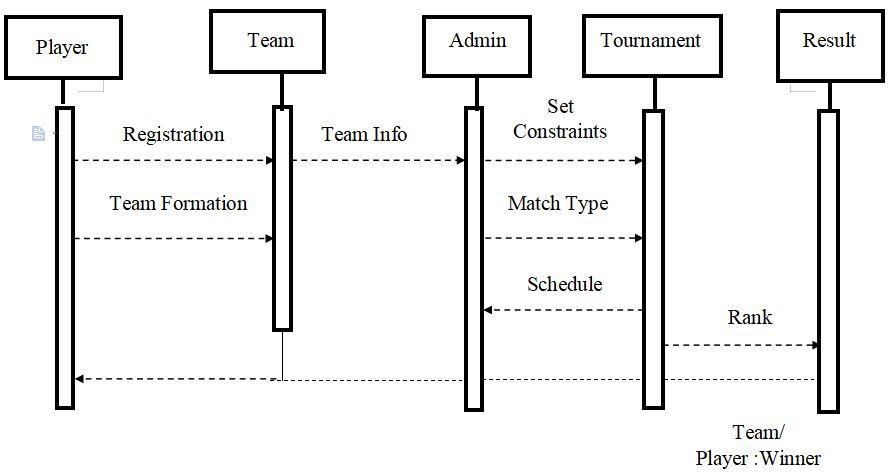 Player
Team
Admin
Tournament
Result
Registration
Team Info
Set
Constraints
Team Formation
Match Type
Schedule
Rank
Team/
Player :Winner